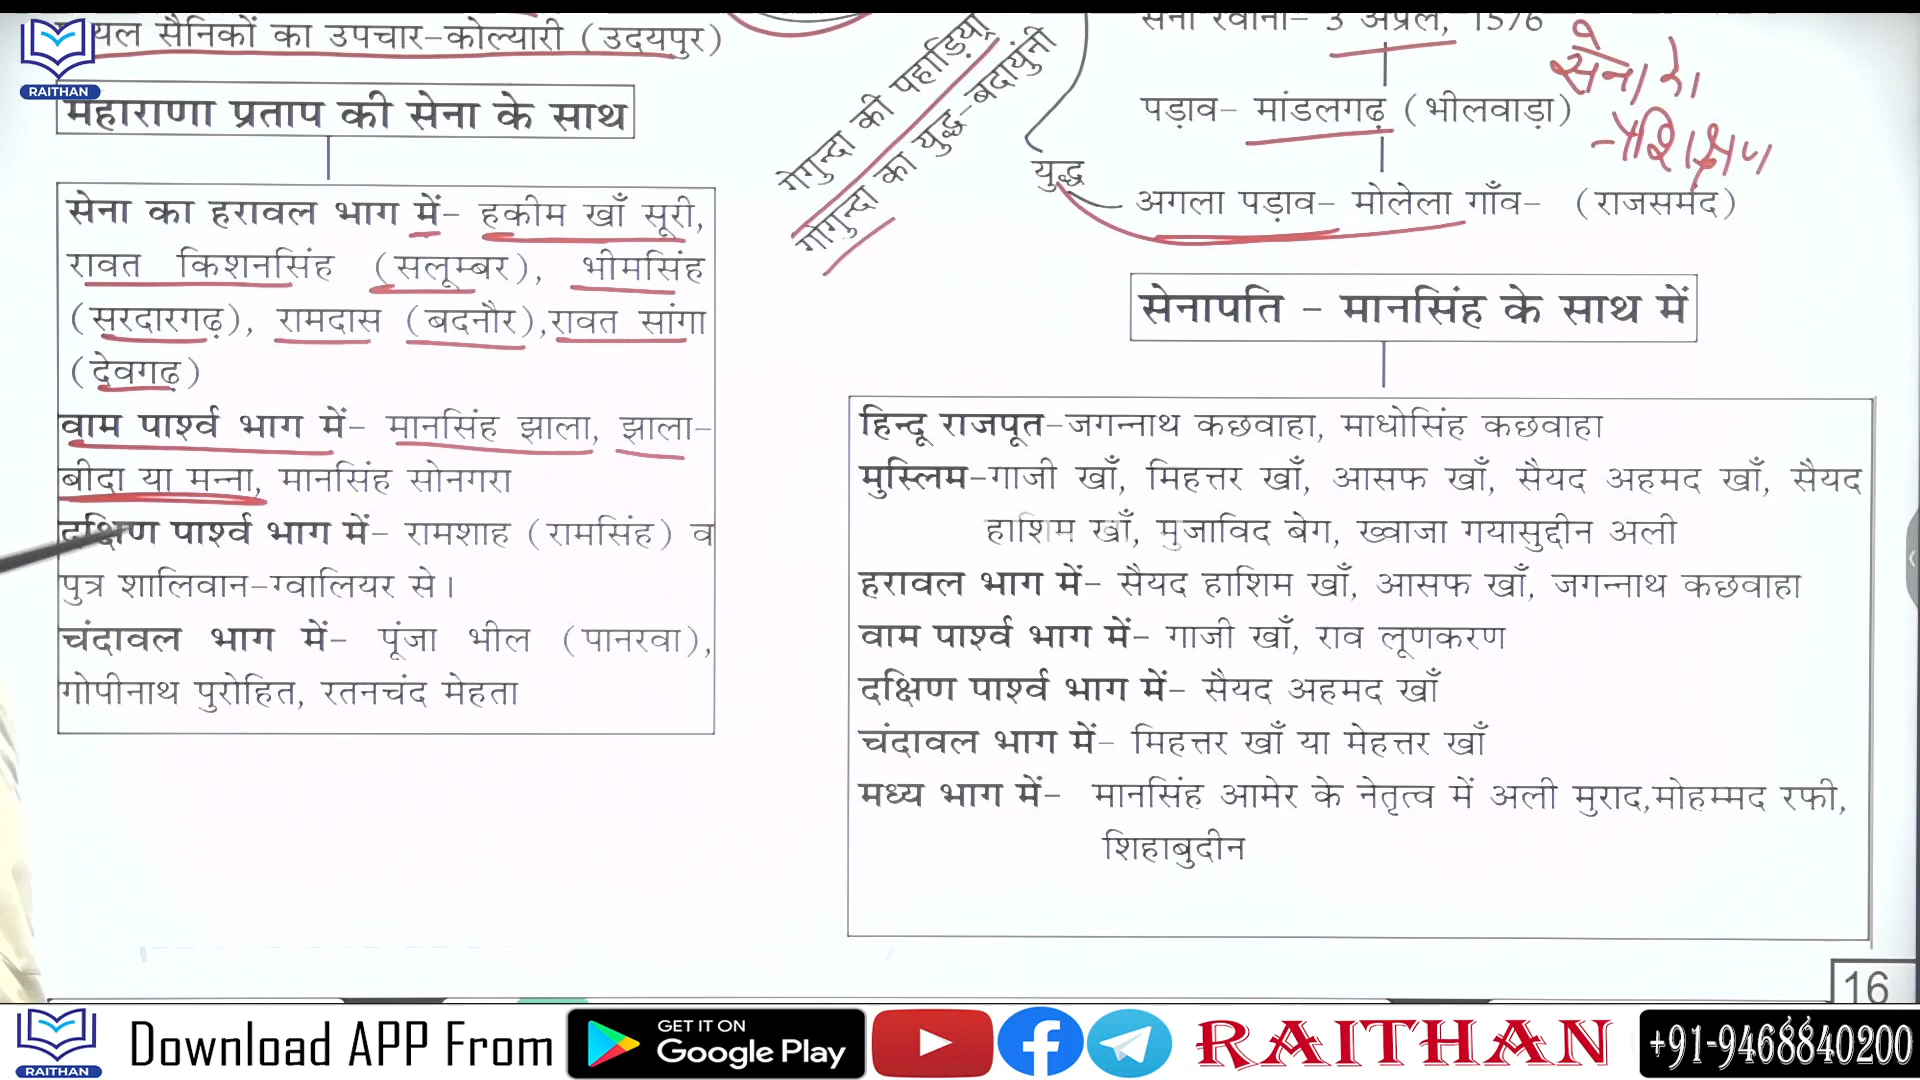 यल सैनिकों का उपचार-कोल्यारी (उदयपुर)
RAITHAN
महाराणा प्रताप की सेना के साथ
सेना का हरावल भाग में- हकीम खाँ सूरी,
रावत किशनसिंह (सलूम्बर), भीमसिंह
(सरदारगढ़), रामदास (बदनौर),रावत सांगा
(देवगढ़)
वाम पार्श्व भाग में- मानसिंह झाला, झाला-
बीदा या मन्ना, मानसिंह सोनगरा
दक्षिण पार्श्व भाग में- रामशाह (रामसिंह) व
पुत्र शालिवान-ग्वालियर से।
चंदावल भाग में- पूंजा भील (पानरवा),
गोपीनाथ पुरोहित, रतनचंद मेहता
गेगुन्दा की पहाड़ियाँ
गोगुन्दा का युद्ध-बदायुंनी
युद्ध
सेना रवाना- 3 अप्रैल, 1576
पड़ाव- मांडलगढ़ (भीलवाड़ा)
अगला पड़ाव- मोलेला गाँव- (राजसमंद)
सेना
प्रशिक्षण
सेनापति - मानसिंह के साथ में
हिन्दू राजपूत-जगन्नाथ कछवाहा, माधोसिंह कछवाहा
मुस्लिम-गाजी खाँ, मिहत्तर खाँ, आसफ खाँ, सैयद अहमद खाँ, सैयद
हाशिम खाँ, मुजाविद बेग, ख्वाजा गयासुद्दीन अली
हरावल भाग में- सैयद हाशिम खाँ, आसफ खाँ, जगन्नाथ कछवाहा
वाम पार्श्व भाग में- गाजी खाँ, राव लूणकरण
दक्षिण पार्श्व भाग में- सैयद अहमद खाँ
चंदावल भाग में- मिहत्तर खाँ या मेहत्तर खाँ
मध्य भाग में- मानसिंह आमेर के नेतृत्व में अली मुराद,मोहम्मद रफी,
शिहाबुदीन
16
RAITHAN
Download APP From
GET IT ON
Google Play
RAITHAN
+91-9468840200